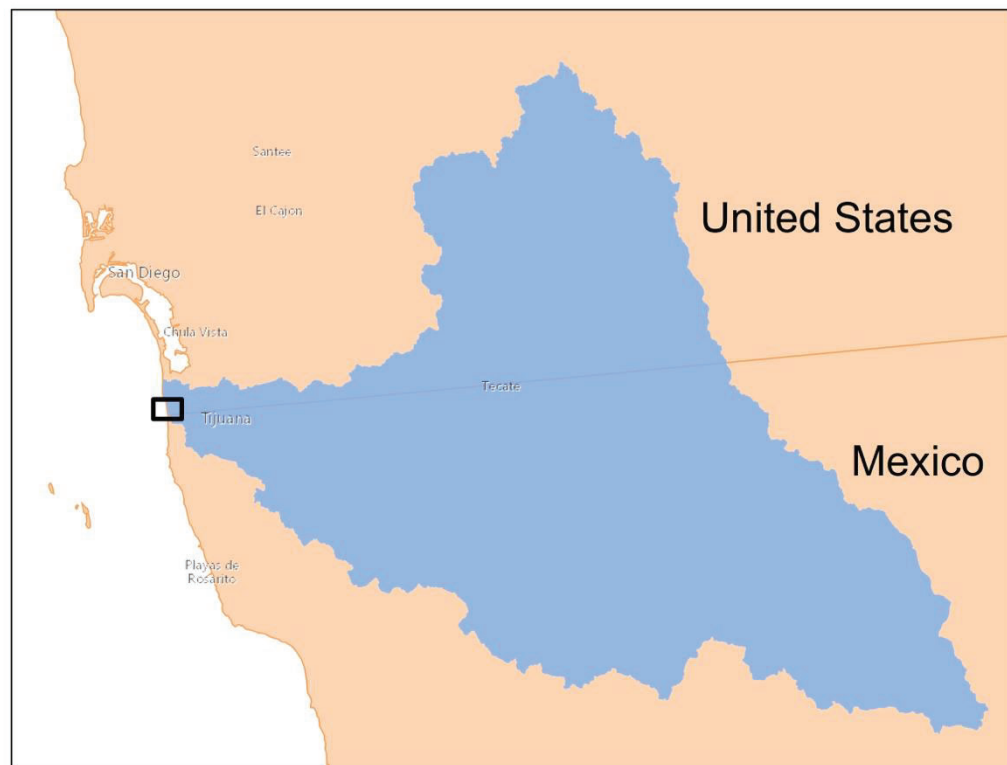 Santee
El Cajon
United States
San Diego
Chula Vista
Tecate
Tijuana
Mexico
Playas de
Rosarito